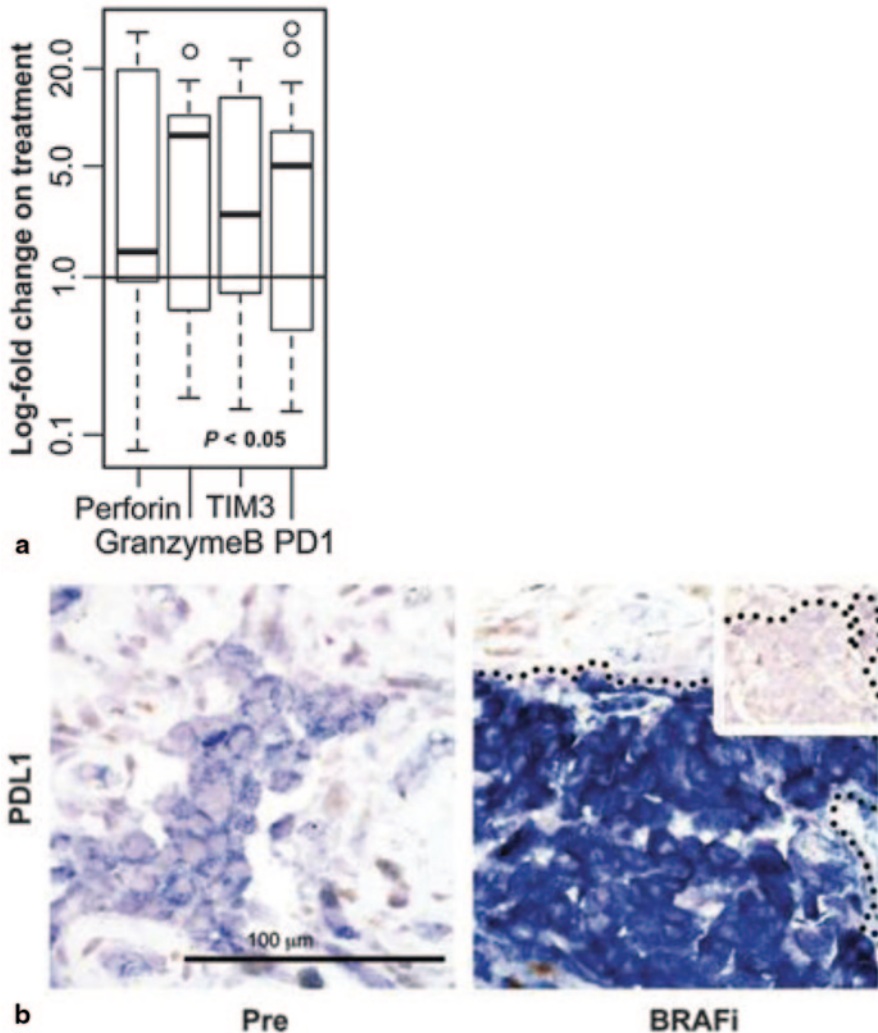 Log-fold change on treatment
20.0
5.0
1.0
0.1
P < 0.05
Perforin TIM3
GranzymeB PD1
a
PDL1
100 μm
b
Pre BRAFi